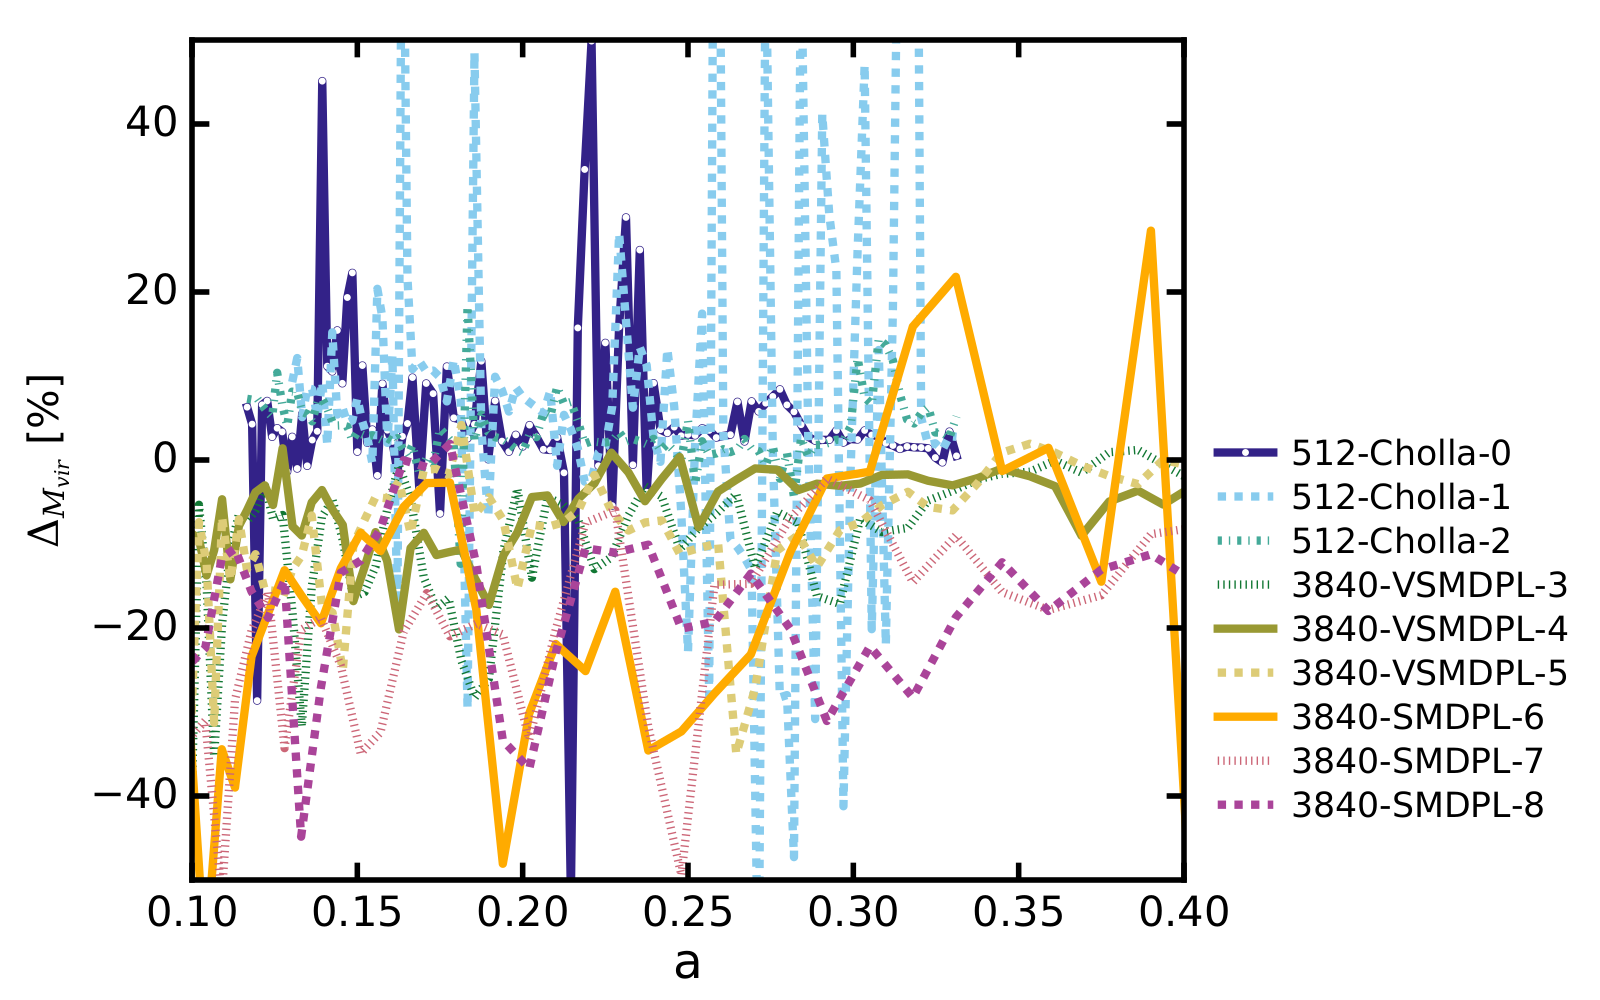 40
20
0
−20
−40
Δ_{M_{vir}} [%]
0.10 0.15 0.20 0.25 0.30 0.35 0.40
a
512-Cholla-0
512-Cholla-1
512-Cholla-2
3840-VSMDPL-3
3840-VSMDPL-4
3840-VSMDPL-5
3840-SMDPL-6
3840-SMDPL-7
3840-SMDPL-8